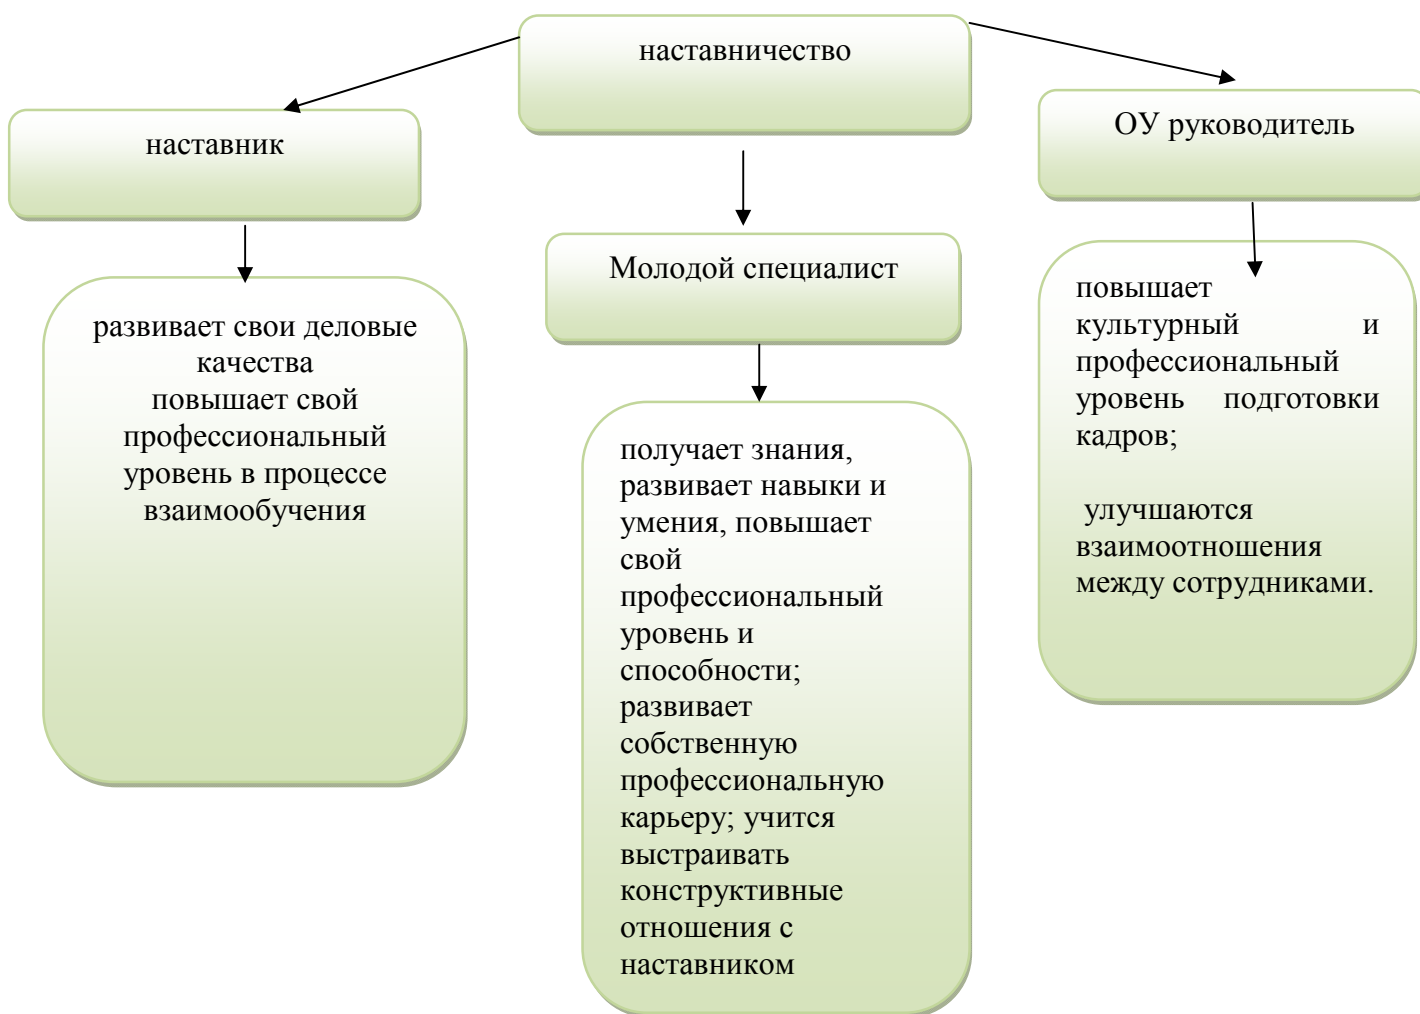 наставничество
наставник
ОУ руководитель
Молодой специалист
развивает свои деловые
качества
повышает свой
профессиональный
уровень в процессе
взаимообучения
получает знания,
развивает навыки и
умения, повышает
свой
профессиональный
уровень и
способности;
развивает
собственную
профессиональную
карьеру; учится
выстраивать
конструктивные
отношения с
наставником
повышает
культурный и
профессиональный
уровень подготовки
кадров;
улучшаются
взаимоотношения
между сотрудниками.